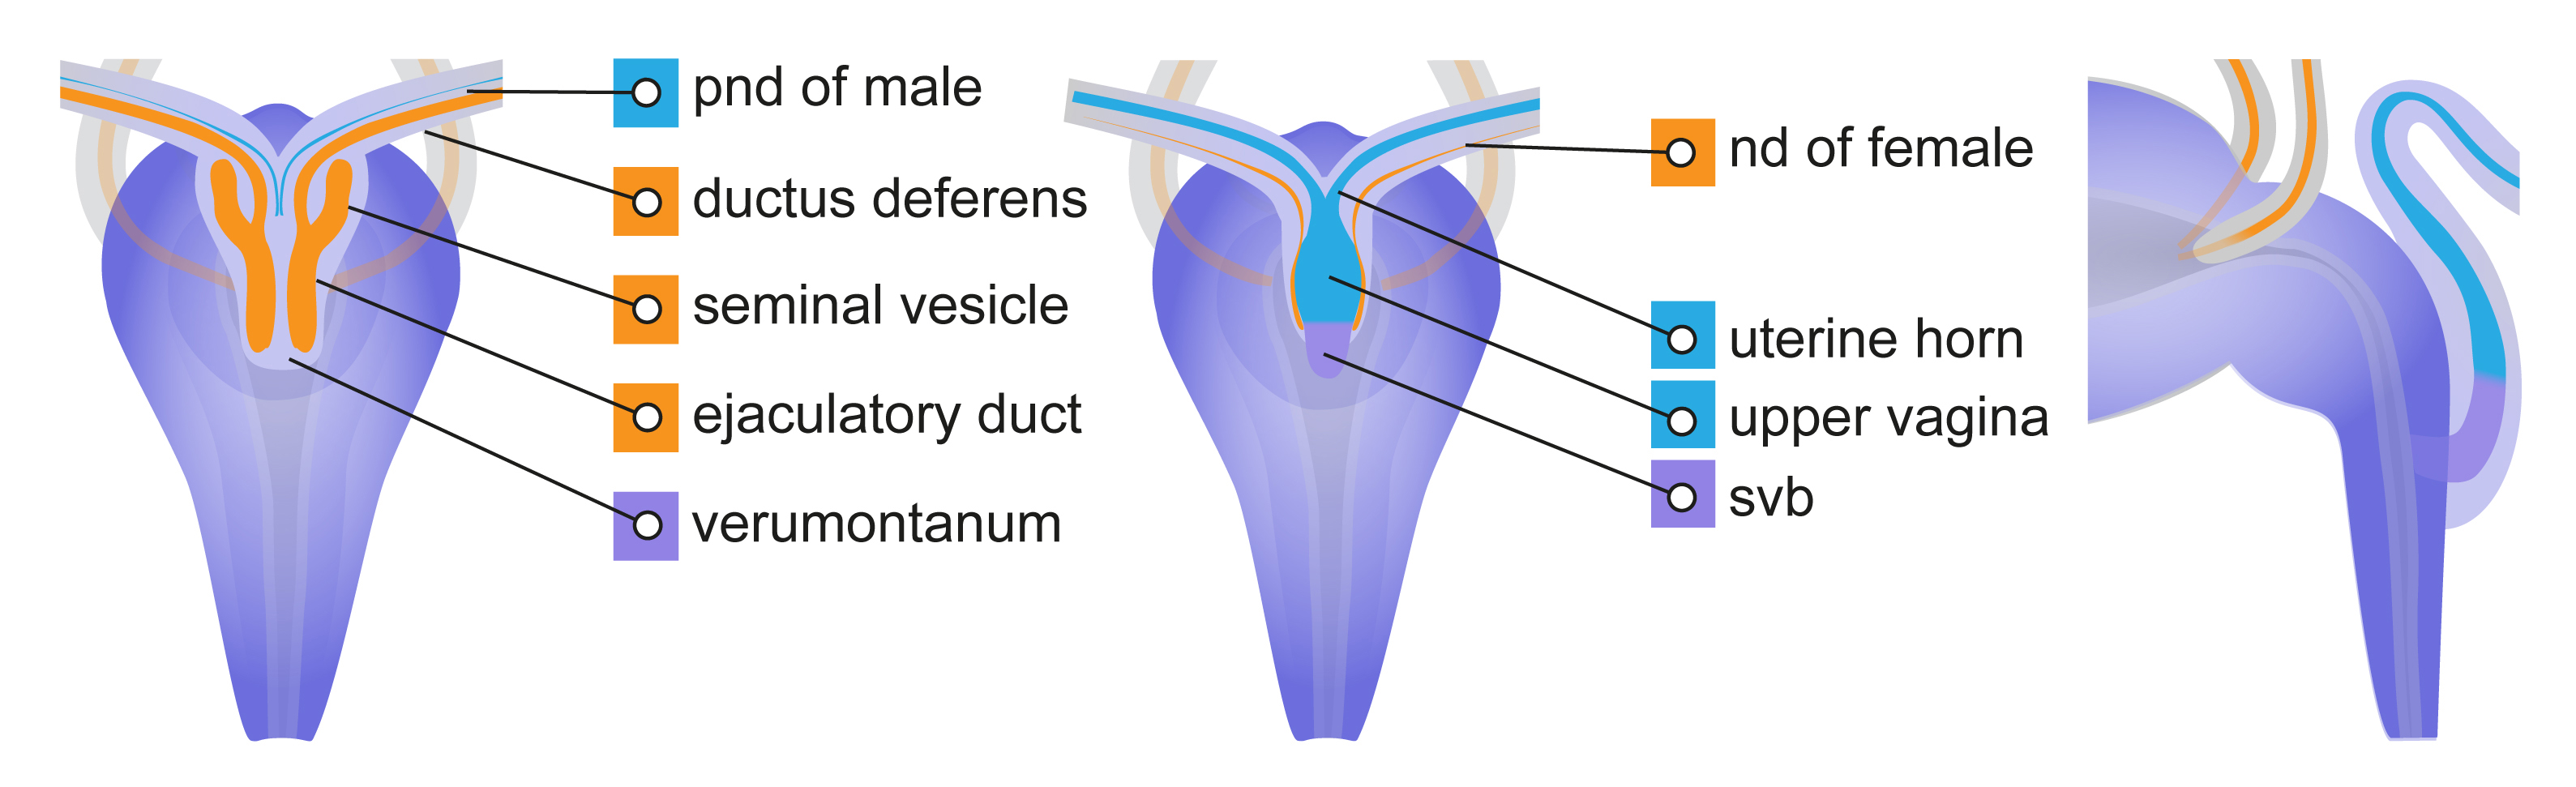 pnd of male
ductus deferens
seminal vesicle
ejaculatory duct
verumontanum
nd of female
uterine horn
upper vagina
svb